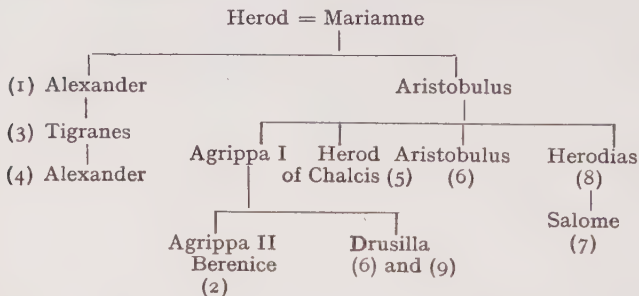 Herod = Mariamne
(1) Alexander Aristobulus
(3) Tigranes
Agrippa I Herod Aristobulus Herodias
(4) Alexander of Chalcis (5) (6) (8)
Salome
Agrippa II Drusilla (7)
Berenice (6) and (9)
(2)